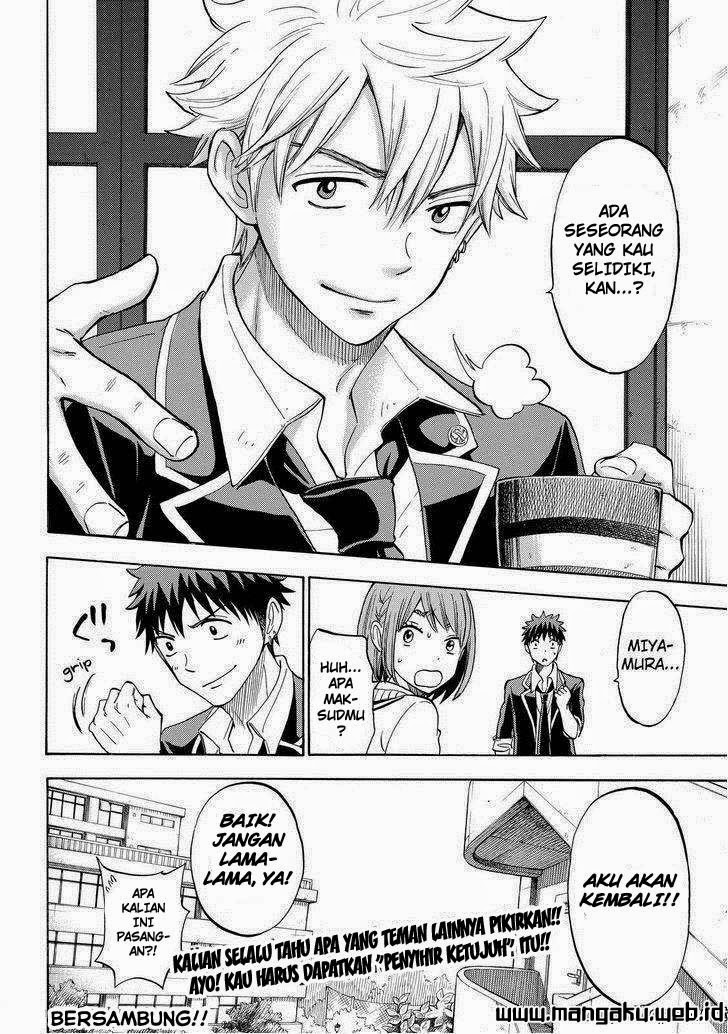 ADA
SESEORANG
YANG KAU
SELIDIKI,
KAN...?
MIYA-
MURA...
HUH...
APA
MAK-
SUDMU
?
ぐっ
grip
BAIK!
JANGAN
LAMA-
LAMA, YA!
AKU AKAN
KEMBALI!!
APA
KALIAN
INI
PASANG-
AN?!
KALIAN SELALU TAHU APA YANG TEMAN LAINNYA PIKIRKAN!!
AYO! KAU HARUS DAPATKAN "PENYIHIR KETUJUH", ITU!!
BERSAMBUNG!!
www.mangaku.web.id